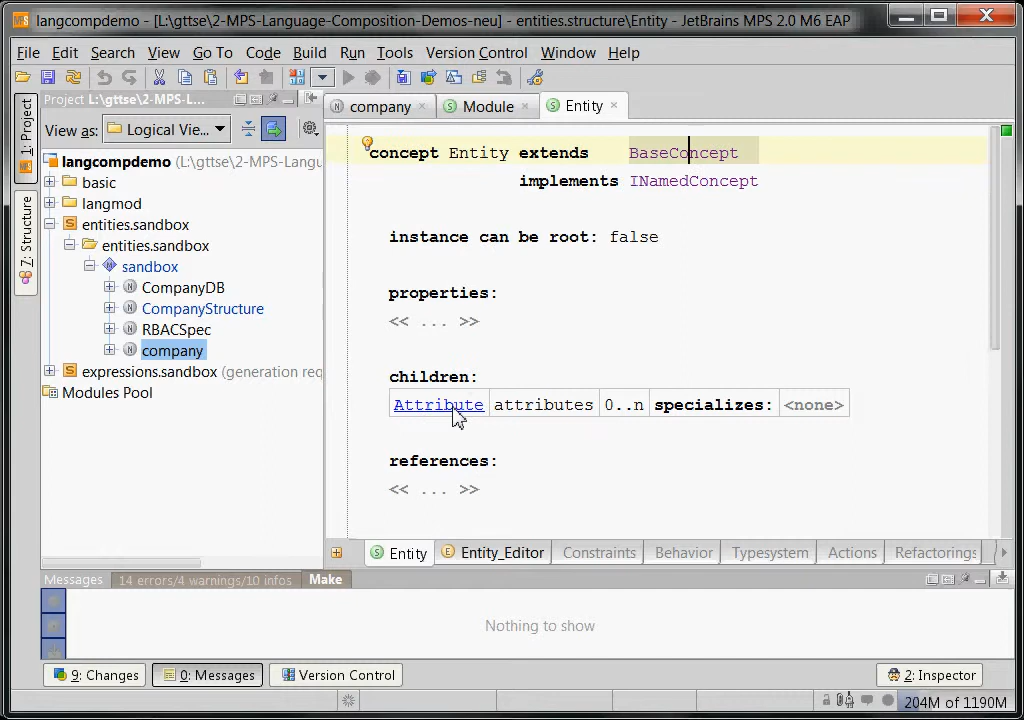 langcompdemo - [L:\gttse\2-MPS-Language-Composition-Demos-neu] - entities.structure\Entity - JetBrains MPS 2.0 M6 EAP
File Edit Search View Go To Code Build Run Tools Version Control Window Help
1: Project
Z: Structure
Project L:\gttse\2-MPS-L...
View as: Logical Vie...
langcompdemo (L:\gttse\2-MPS-Langu
basic
langmod
entities.sandbox
entities.sandbox
sandbox
CompanyDB
CompanyStructure
RBACSpec
company
expressions.sandbox (generation req
Modules Pool
company Module Entity
concept Entity extends BaseConcept
implements INamedConcept
instance can be root: false
properties:
<< ... >>
children:
Attribute attributes 0..n specializes: <none>
references:
<< ... >>
Entity Entity_Editor Constraints Behavior Typesystem Actions Refactorings
Messages 14 errors/4 warnings/10 infos Make
Nothing to show
9: Changes 0: Messages Version Control 2: Inspector
204M of 1190M